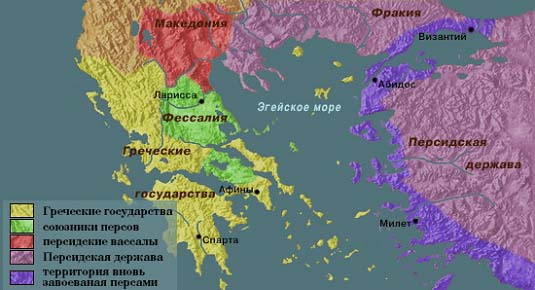 Македония
Фракия
Византий
Ларисса
Абидос
Эгейское море
Фессалия
Персидская
держава
Греческие
государства
Афины
Милет
Спарта
Греческие государства
союзники персов
персидские вассалы
Персидская держава
территория вновь
завоеваная персами